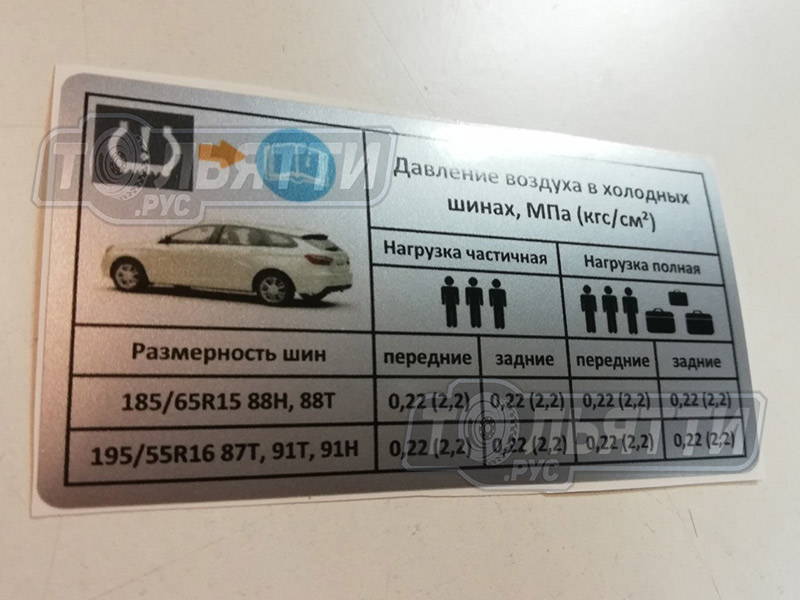 Давление воздуха в холодных
шинах, МПа (кгс/см²)
Нагрузка частичная Нагрузка полная
Размерность шин передние задние передние задние
185/65R15 88H, 88T 0,22 (2,2) 0,22 (2,2) 0,22 (2,2) 0,22 (2,2)
195/55R16 87T, 91T, 91H 0,22 (2,2) 0,22 (2,2) 0,22 (2,2) 0,22 (2,2)
ТОЛЬЯТТИ
.РУС
ТОЛЬЯТТИ
.РУС